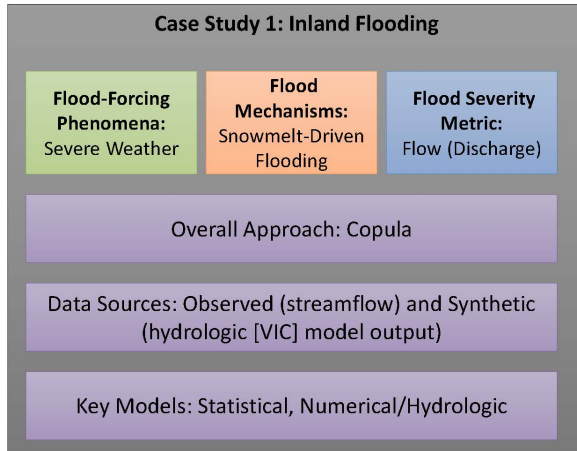 Case Study 1: Inland Flooding
Flood-Forcing
Phenomena:
Severe Weather
Flood
Mechanisms:
Snowmelt-Driven
Flooding
Flood Severity
Metric:
Flow (Discharge)
Overall Approach: Copula
Data Sources: Observed (streamflow) and Synthetic
(hydrologic [VIC] model output)
Key Models: Statistical, Numerical/Hydrologic